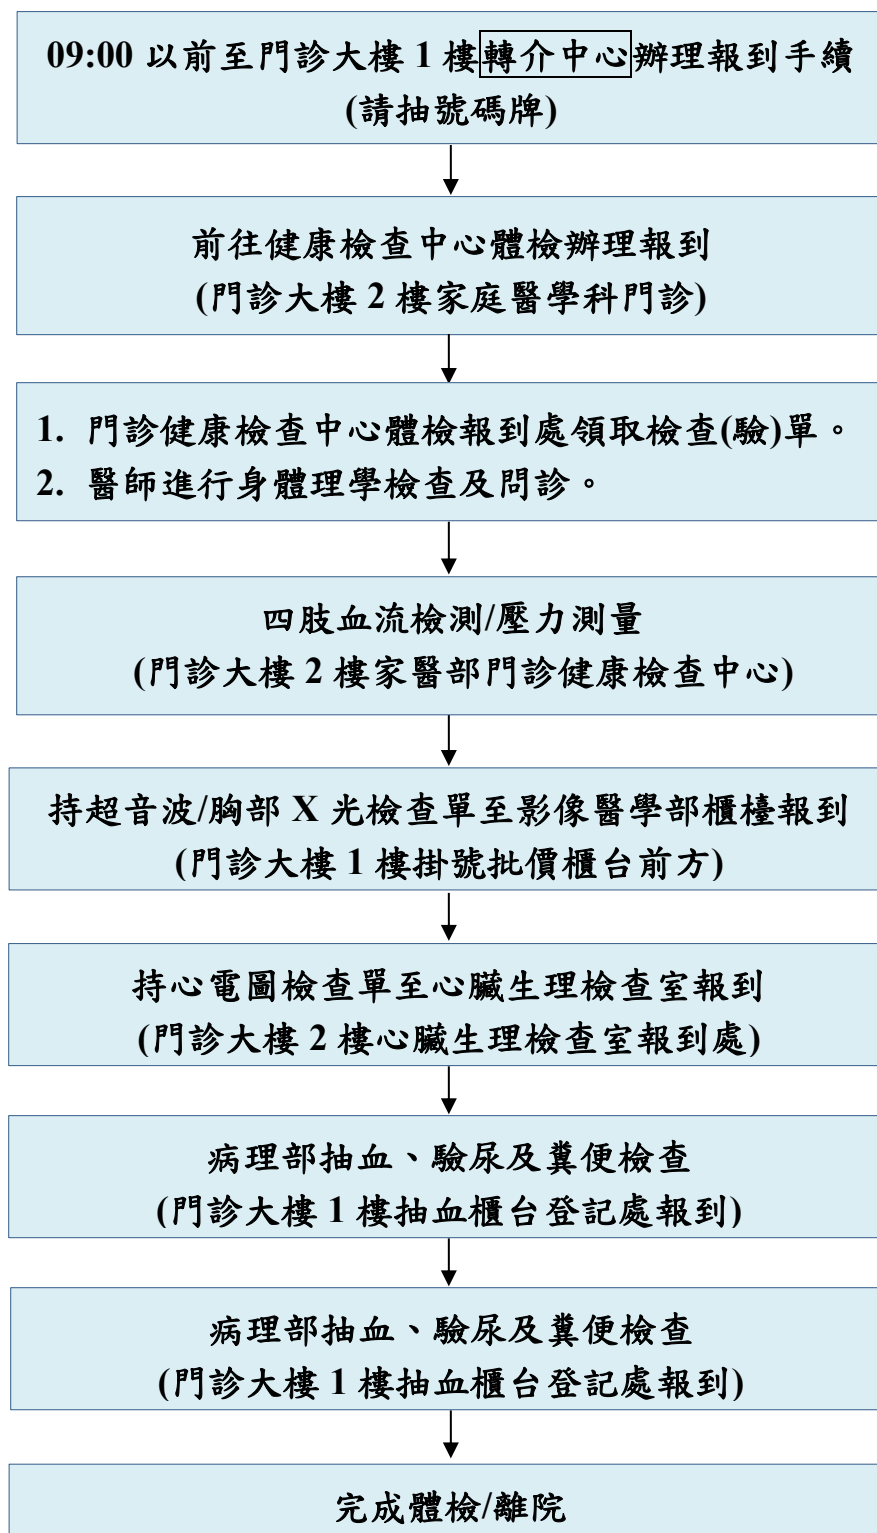 09:00 以前至門診大樓 1 樓轉介中心辦理報到手續
(請抽號碼牌)
前往健康檢查中心體檢辦理報到
(門診大樓 2 樓家庭醫學科門診)
1. 門診健康檢查中心體檢報到處領取檢查(驗)單。
2. 醫師進行身體理學檢查及問診。
四肢血流檢測/壓力測量
(門診大樓 2 樓家醫部門診健康檢查中心)
持超音波/胸部 X 光檢查單至影像醫學部櫃檯報到
(門診大樓 1 樓掛號批價櫃台前方)
持心電圖檢查單至心臟生理檢查室報到
(門診大樓 2 樓心臟生理檢查室報到處)
病理部抽血、驗尿及糞便檢查
(門診大樓 1 樓抽血櫃台登記處報到)
病理部抽血、驗尿及糞便檢查
(門診大樓 1 樓抽血櫃台登記處報到)
完成體檢/離院